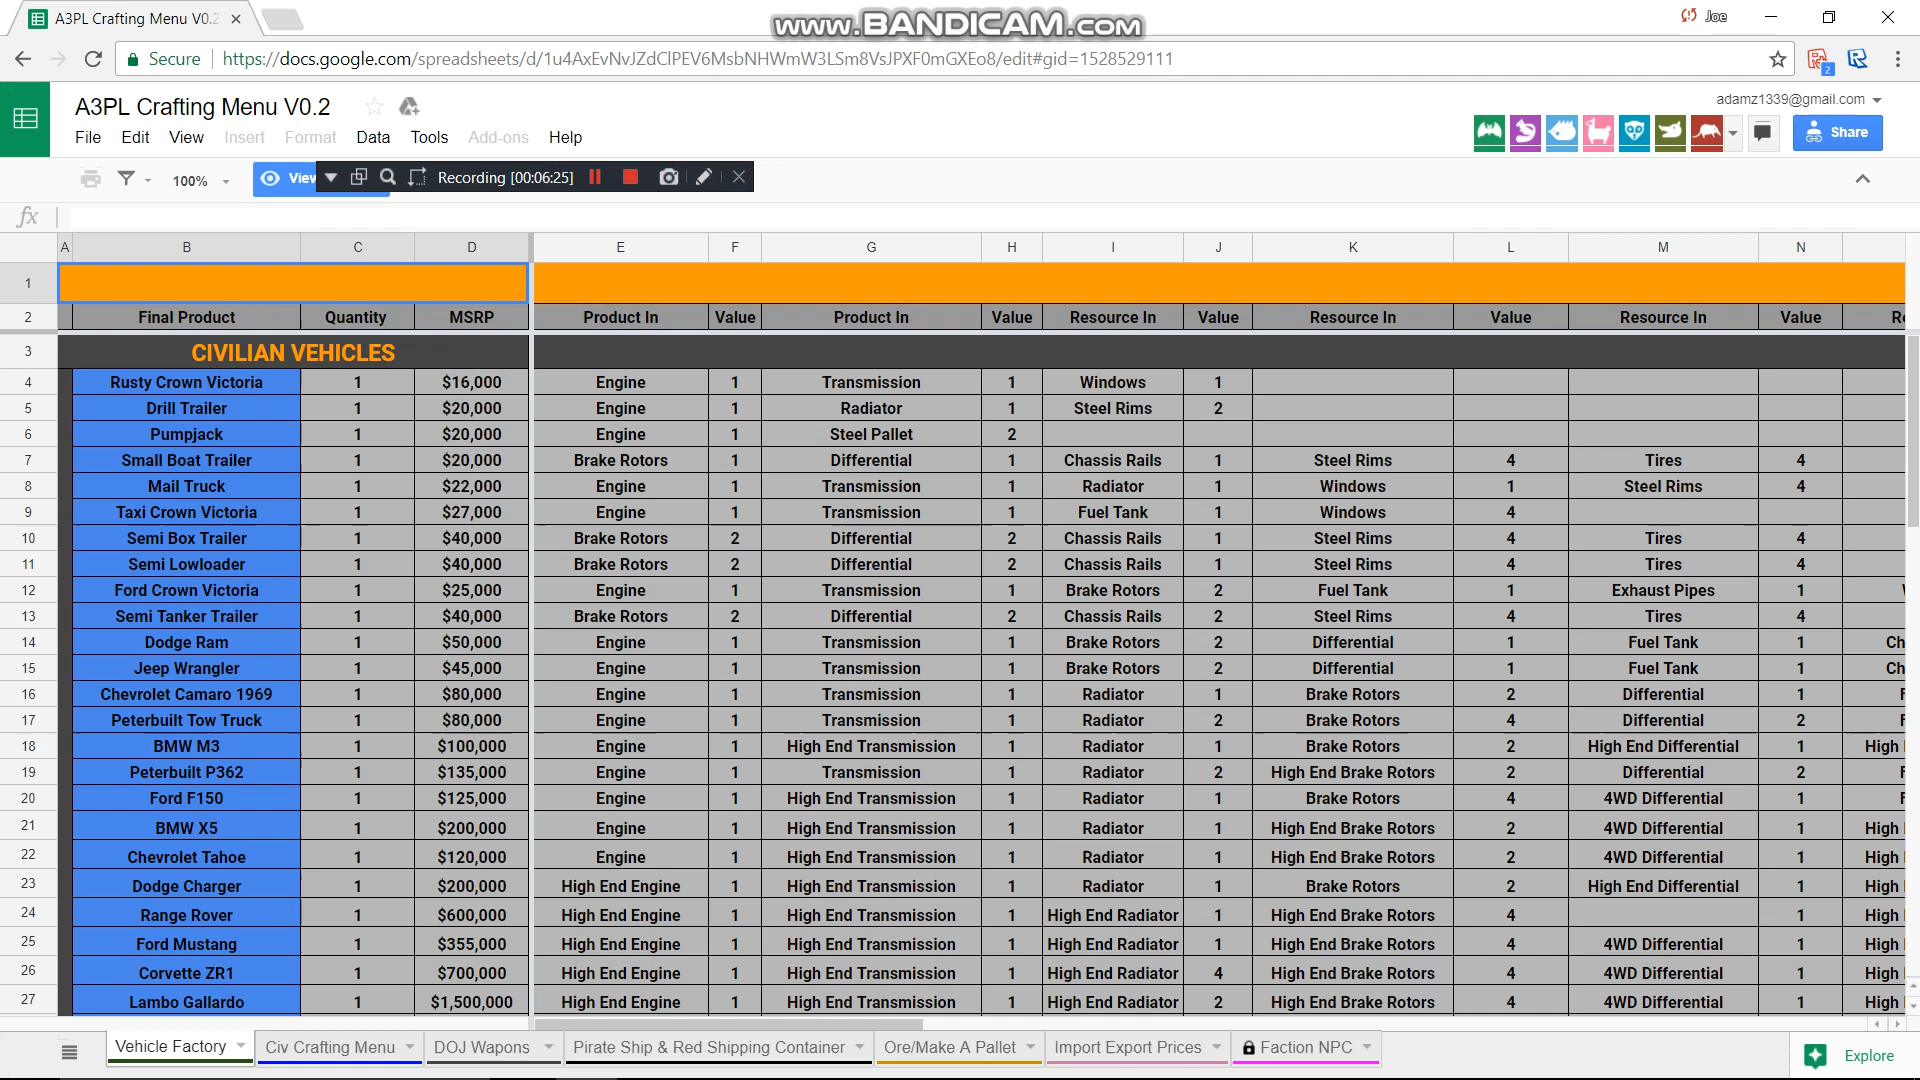 A3PL Crafting Menu V0.2
www.BANDICAM.com
Joe
Secure https://docs.google.com/spreadsheets/d/1u4AxEvNvJZdClPEV6MsbNHWmW3LSm8VsJPXF0mGXEo8/edit#gid=1528529111
2
A3PL Crafting Menu V0.2
adamz1339@gmail.com
File Edit View Insert Format Data Tools Add-ons Help
Share
100% View Recording [00:06:25]
fx
A B C D E F G H I J K L M N
1
2 Final Product Quantity MSRP Product In Value Product In Value Resource In Value Resource In Value Resource In Value
3 CIVILIAN VEHICLES
4 Rusty Crown Victoria 1 $16,000 Engine 1 Transmission 1 Windows 1
5 Drill Trailer 1 $20,000 Engine 1 Radiator 1 Steel Rims 2
6 Pumpjack 1 $20,000 Engine 1 Steel Pallet 2
7 Small Boat Trailer 1 $20,000 Brake Rotors 1 Differential 1 Chassis Rails 1 Steel Rims 4 Tires 4
8 Mail Truck 1 $22,000 Engine 1 Transmission 1 Radiator 1 Windows 1 Steel Rims 4
9 Taxi Crown Victoria 1 $27,000 Engine 1 Transmission 1 Fuel Tank 1 Windows 4
10 Semi Box Trailer 1 $40,000 Brake Rotors 2 Differential 2 Chassis Rails 1 Steel Rims 4 Tires 4
11 Semi Lowloader 1 $40,000 Brake Rotors 2 Differential 2 Chassis Rails 1 Steel Rims 4 Tires 4
12 Ford Crown Victoria 1 $25,000 Engine 1 Transmission 1 Brake Rotors 2 Fuel Tank 1 Exhaust Pipes 1
13 Semi Tanker Trailer 1 $40,000 Brake Rotors 2 Differential 2 Chassis Rails 2 Steel Rims 4 Tires 4
14 Dodge Ram 1 $50,000 Engine 1 Transmission 1 Brake Rotors 2 Differential 1 Fuel Tank 1 Ch
15 Jeep Wrangler 1 $45,000 Engine 1 Transmission 1 Brake Rotors 2 Differential 1 Fuel Tank 1 Ch
16 Chevrolet Camaro 1969 1 $80,000 Engine 1 Transmission 1 Radiator 1 Brake Rotors 2 Differential 1
17 Peterbuilt Tow Truck 1 $80,000 Engine 1 Transmission 1 Radiator 2 Brake Rotors 4 Differential 2
18 BMW M3 1 $100,000 Engine 1 High End Transmission 1 Radiator 1 Brake Rotors 2 High End Differential 1 High
19 Peterbuilt P362 1 $135,000 Engine 1 Transmission 1 Radiator 2 High End Brake Rotors 2 Differential 2
20 Ford F150 1 $125,000 Engine 1 High End Transmission 1 Radiator 1 Brake Rotors 4 4WD Differential 1
21 BMW X5 1 $200,000 Engine 1 High End Transmission 1 Radiator 1 High End Brake Rotors 2 4WD Differential 1 High
22 Chevrolet Tahoe 1 $120,000 Engine 1 High End Transmission 1 Radiator 1 High End Brake Rotors 2 4WD Differential 1 High
23 Dodge Charger 1 $200,000 High End Engine 1 High End Transmission 1 Radiator 1 Brake Rotors 2 High End Differential 1 High
24 Range Rover 1 $600,000 High End Engine 1 High End Transmission 1 High End Radiator 1 High End Brake Rotors 4 1 High
25 Ford Mustang 1 $355,000 High End Engine 1 High End Transmission 1 High End Radiator 1 High End Brake Rotors 4 4WD Differential 1 High
26 Corvette ZR1 1 $700,000 High End Engine 1 High End Transmission 1 High End Radiator 4 High End Brake Rotors 4 4WD Differential 1 High
27 Lambo Gallardo 1 $1,500,000 High End Engine 1 High End Transmission 1 High End Radiator 2 High End Brake Rotors 4 4WD Differential 1 High
Vehicle Factory Civ Crafting Menu DOJ Wapons Pirate Ship & Red Shipping Container Ore/Make A Pallet Import Export Prices Faction NPC Explore